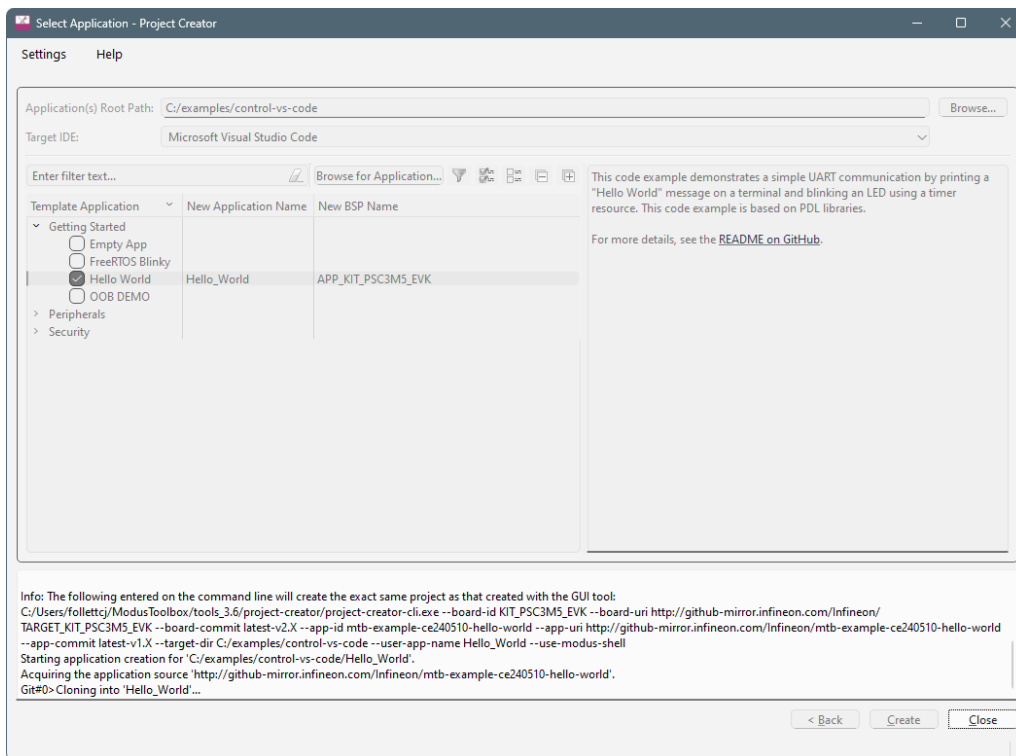 Select Application - Project Creator
Settings Help
Application(s) Root Path: C:/examples/control-vs-code Browse...
Target IDE: Microsoft Visual Studio Code
Enter filter text... Browse for Application...
Template Application New Application Name New BSP Name
Getting Started
Empty App
FreeRTOS Blinky
Hello World Hello_World APP_KIT_PSC3M5_EVK
OOB DEMO
Peripherals
Security
This code example demonstrates a simple UART communication by printing a
"Hello World" message on a terminal and blinking an LED using a timer
resource. This code example is based on PDL libraries.
For more details, see the README on GitHub.
Info: The following entered on the command line will create the exact same project as that created with the GUI tool:
C:/Users/follettcj/ModusToolbox/tools_3.6/project-creator/project-creator-cli.exe --board-id KIT_PSC3M5_EVK --board-uri http://github-mirror.infineon.com/Infineon/
TARGET_KIT_PSC3M5_EVK --board-commit latest-v2.X --app-id mtb-example-ce240510-hello-world --app-uri http://github-mirror.infineon.com/Infineon/mtb-example-ce240510-hello-world
--app-commit latest-v1.X --target-dir C:/examples/control-vs-code --user-app-name Hello_World --use-modus-shell
Starting application creation for 'C:/examples/control-vs-code/Hello_World'.
Acquiring the application source 'http://github-mirror.infineon.com/Infineon/mtb-example-ce240510-hello-world'.
Git#0>Cloning into 'Hello_World'...
< Back Create Close